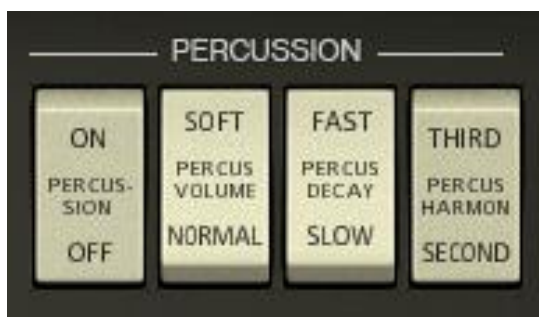 PERCUSSION
ON
PERCUS-
SION
OFF
SOFT
PERCUS
VOLUME
NORMAL
FAST
PERCUS
DECAY
SLOW
THIRD
PERCUS
HARMON
SECOND